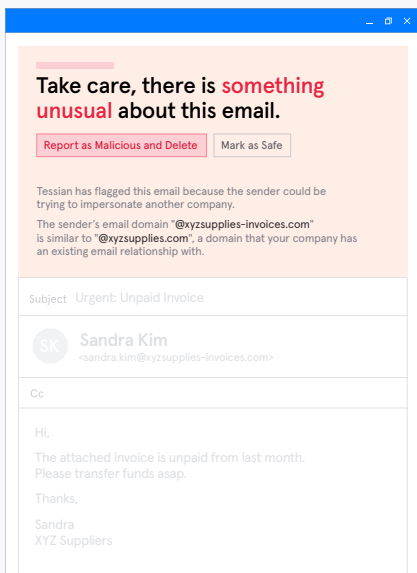 Take care, there is something
unusual about this email.
Report as Malicious and Delete
Mark as Safe
Tessian has flagged this email because the sender could be
trying to impersonate another company.
The sender's email domain "@xyzsupplies-invoices.com"
is similar to "@xyzsupplies.com", a domain that your company has
an existing email relationship with.
Subject Urgent: Unpaid Invoice
SK
Sandra Kim
<sandra.kim@xyzsupplies-invoices.com>
Cc
Hi,
The attached invoice is unpaid from last month.
Please transfer funds asap.
Thanks,
Sandra
XYZ Suppliers